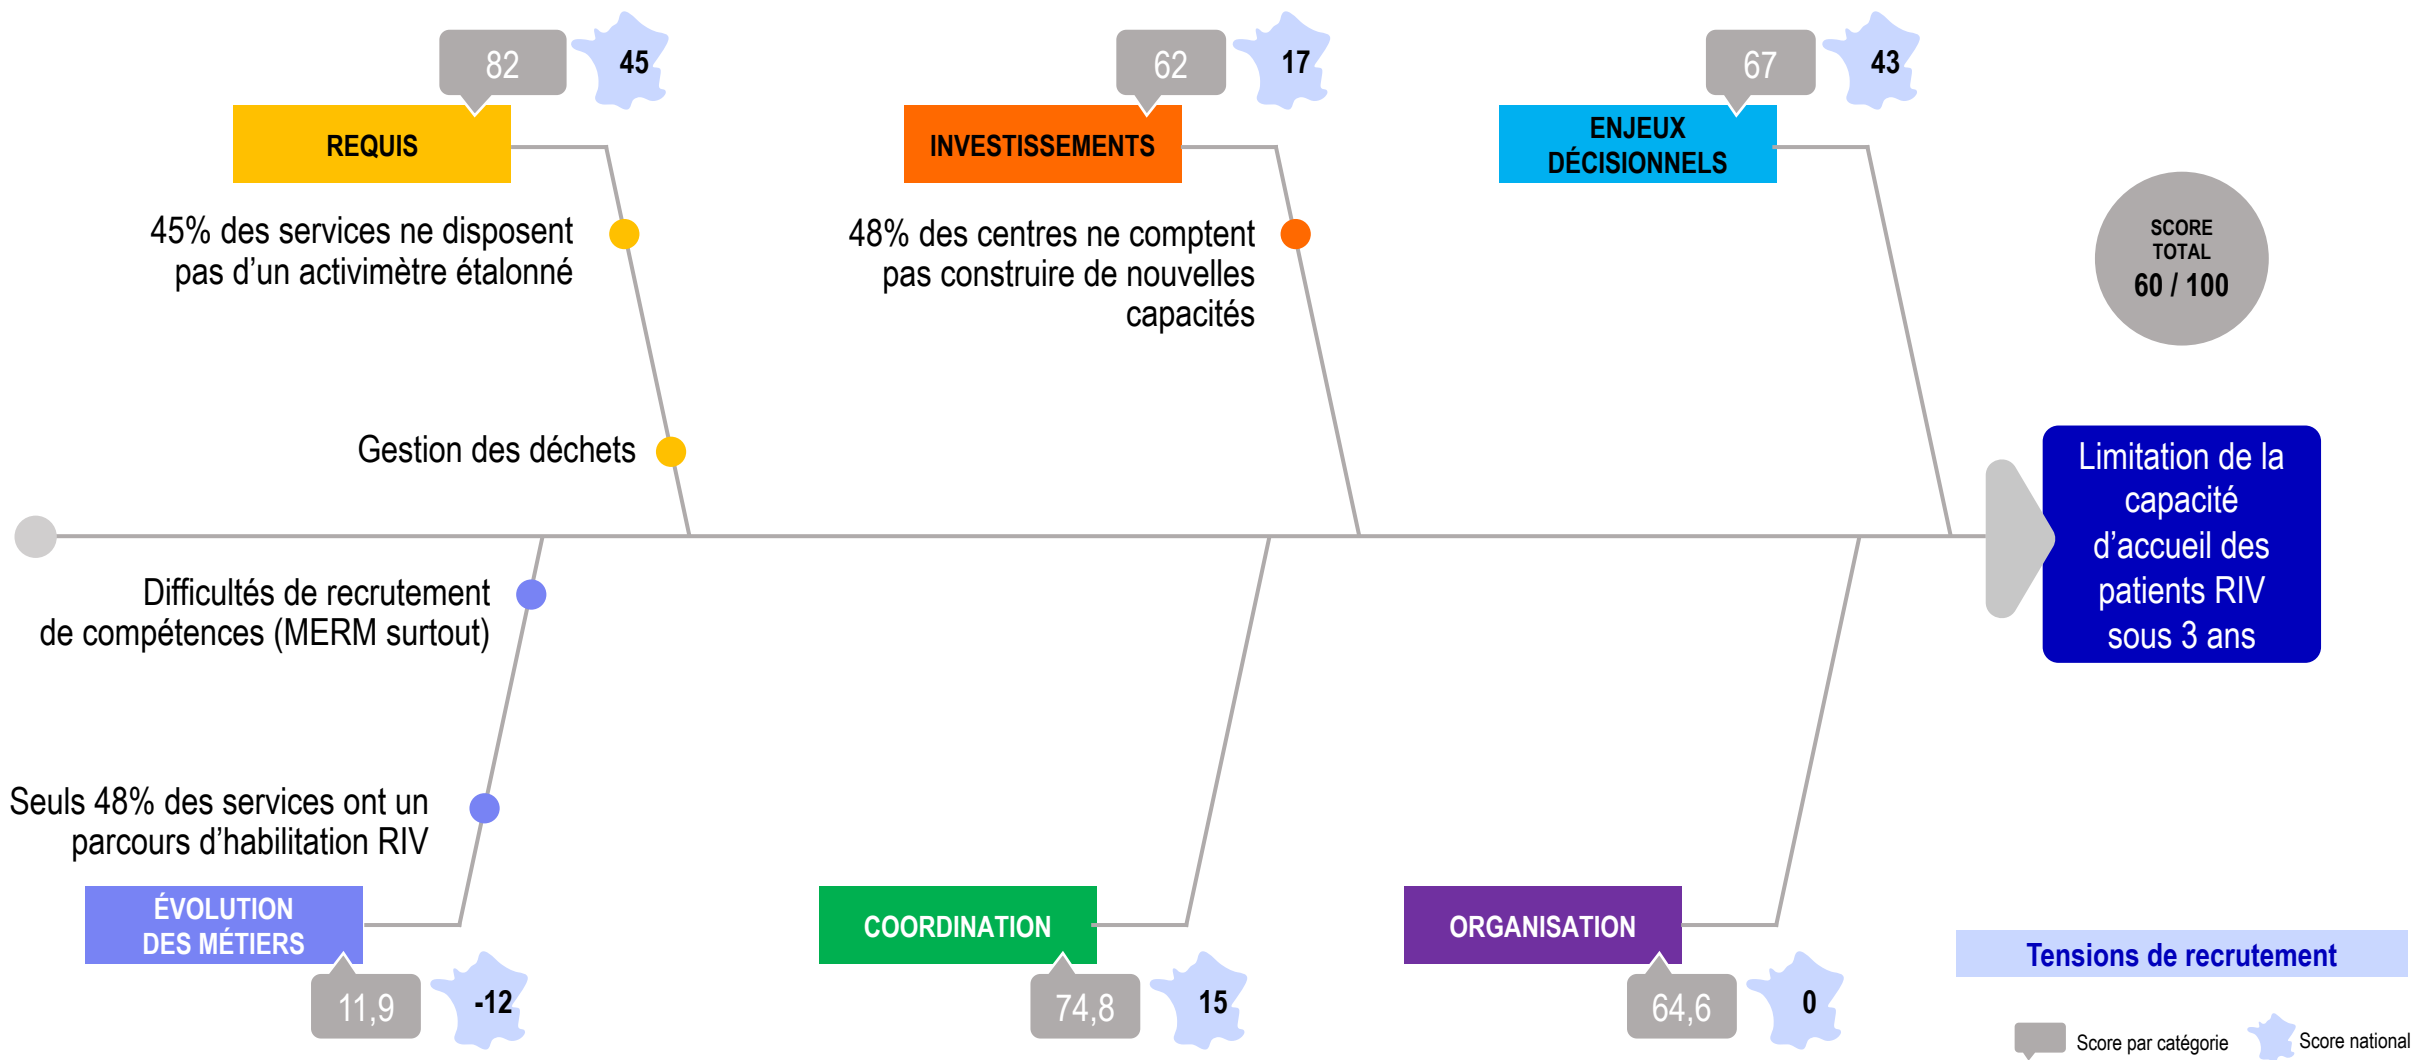 82
45
REQUIS
45% des services ne disposent
pas d’un activimètre étalonné
Gestion des déchets
62
17
INVESTISSEMENTS
48% des centres ne comptent
pas construire de nouvelles
capacités
67
43
ENJEUX
DÉCISIONNELS
SCORE
TOTAL
60 / 100
Limitation de la
capacité
d’accueil des
patients RIV
sous 3 ans
Difficultés de recrutement
de compétences (MERM surtout)
Seuls 48% des services ont un
parcours d’habilitation RIV
ÉVOLUTION
DES MÉTIERS
11,9
-12
COORDINATION
74,8
15
ORGANISATION
64,6
0
Tensions de recrutement
Score par catégorie
Score national